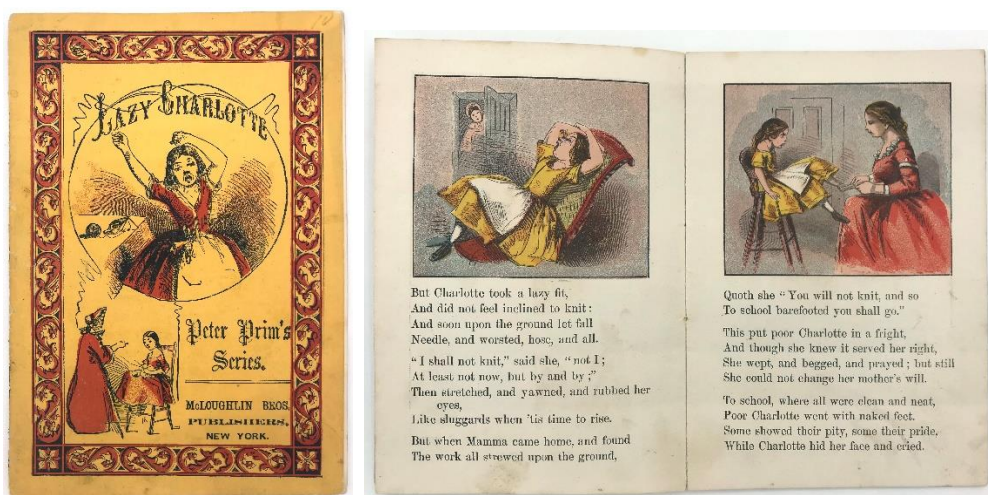 LAZY CHARLOTTE
Peter Prim's
Series.
McLOUGHLIN BROS.
PUBLISHERS,
NEW YORK.
But Charlotte took a lazy fit,
And did not feel inclined to knit:
And soon upon the ground let fall
Needle, and worsted, hose, and all.
"I shall not knit," said she, "not I;
At least not now, but by and by;"
Then stretched, and yawned, and rubbed her
eyes,
Like sluggards when 'tis time to rise.
But when Mamma came home, and found
The work all strewed upon the ground,
Quoth she "You will not knit, and so
To school barefooted you shall go."
This put poor Charlotte in a fright,
And though she knew it served her right,
She wept, and begged, and prayed; but still
She could not change her mother's will.
To school, where all were clean and neat,
Poor Charlotte went with naked feet.
Some showed their pity, some their pride,
While Charlotte hid her face and cried.